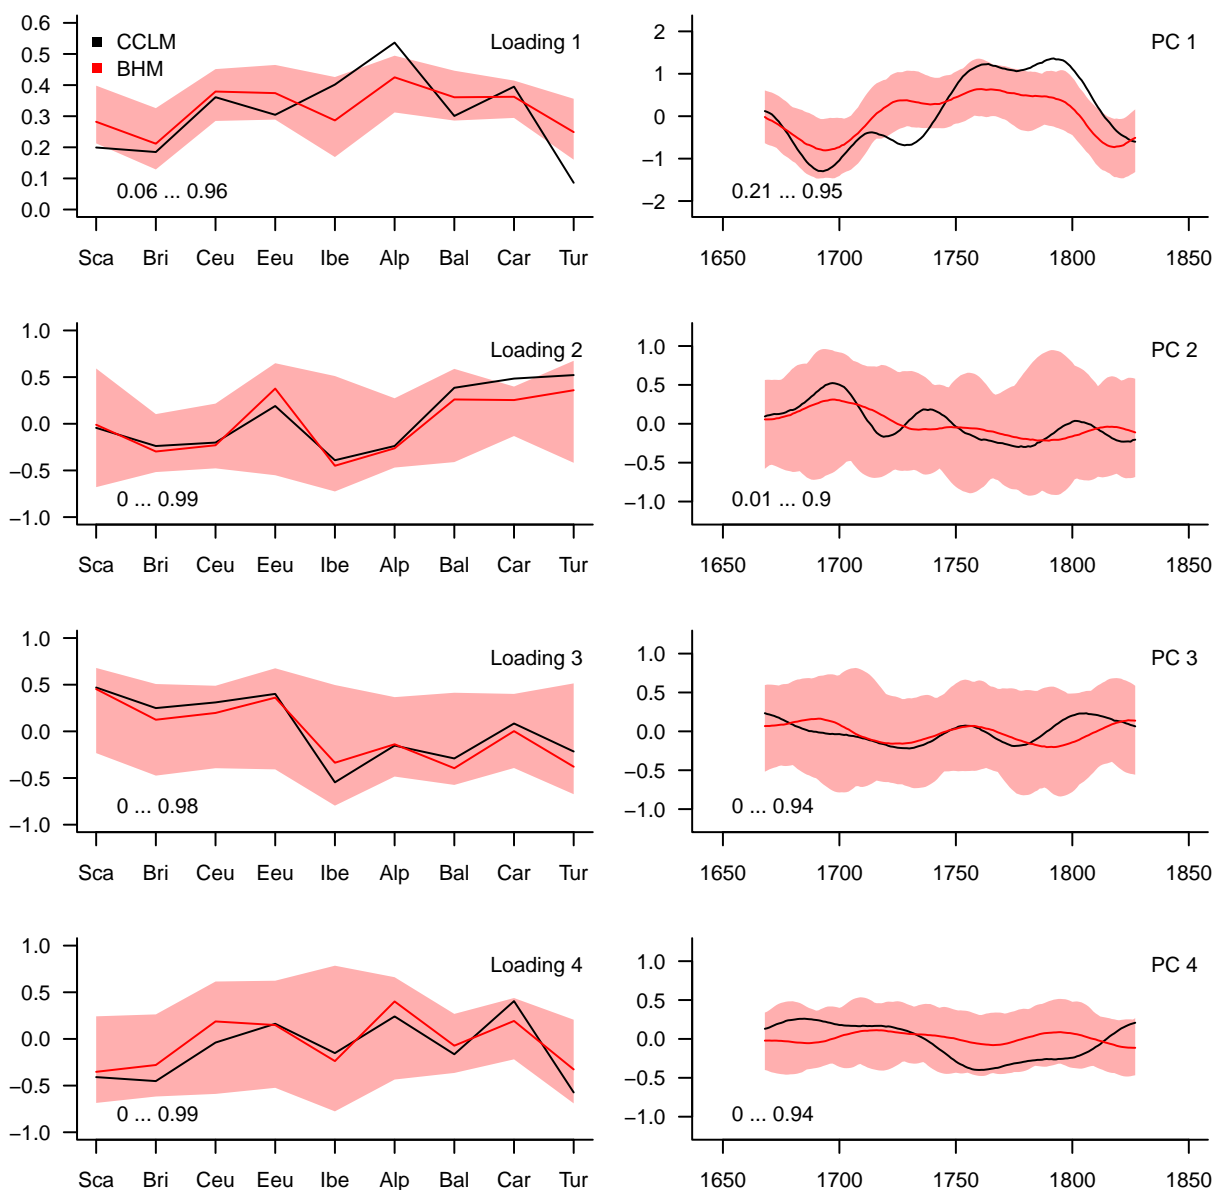 0.6
0.5
0.4
0.3
0.2
0.1
0.0
CCLM
BHM
Loading 1
0.06 ... 0.96
Sca Bri Ceu Eeu Ibe Alp Bal Car Tur
2
1
0
−1
−2
PC 1
0.21 ... 0.95
1650 1700 1750 1800 1850
1.0
0.5
0.0
−0.5
−1.0
Loading 2
0 ... 0.99
Sca Bri Ceu Eeu Ibe Alp Bal Car Tur
1.0
0.5
0.0
−0.5
−1.0
PC 2
0.01 ... 0.9
1650 1700 1750 1800 1850
1.0
0.5
0.0
−0.5
−1.0
Loading 3
0 ... 0.98
Sca Bri Ceu Eeu Ibe Alp Bal Car Tur
1.0
0.5
0.0
−0.5
−1.0
PC 3
0 ... 0.94
1650 1700 1750 1800 1850
1.0
0.5
0.0
−0.5
−1.0
Loading 4
0 ... 0.99
Sca Bri Ceu Eeu Ibe Alp Bal Car Tur
1.0
0.5
0.0
−0.5
−1.0
PC 4
0 ... 0.94
1650 1700 1750 1800 1850